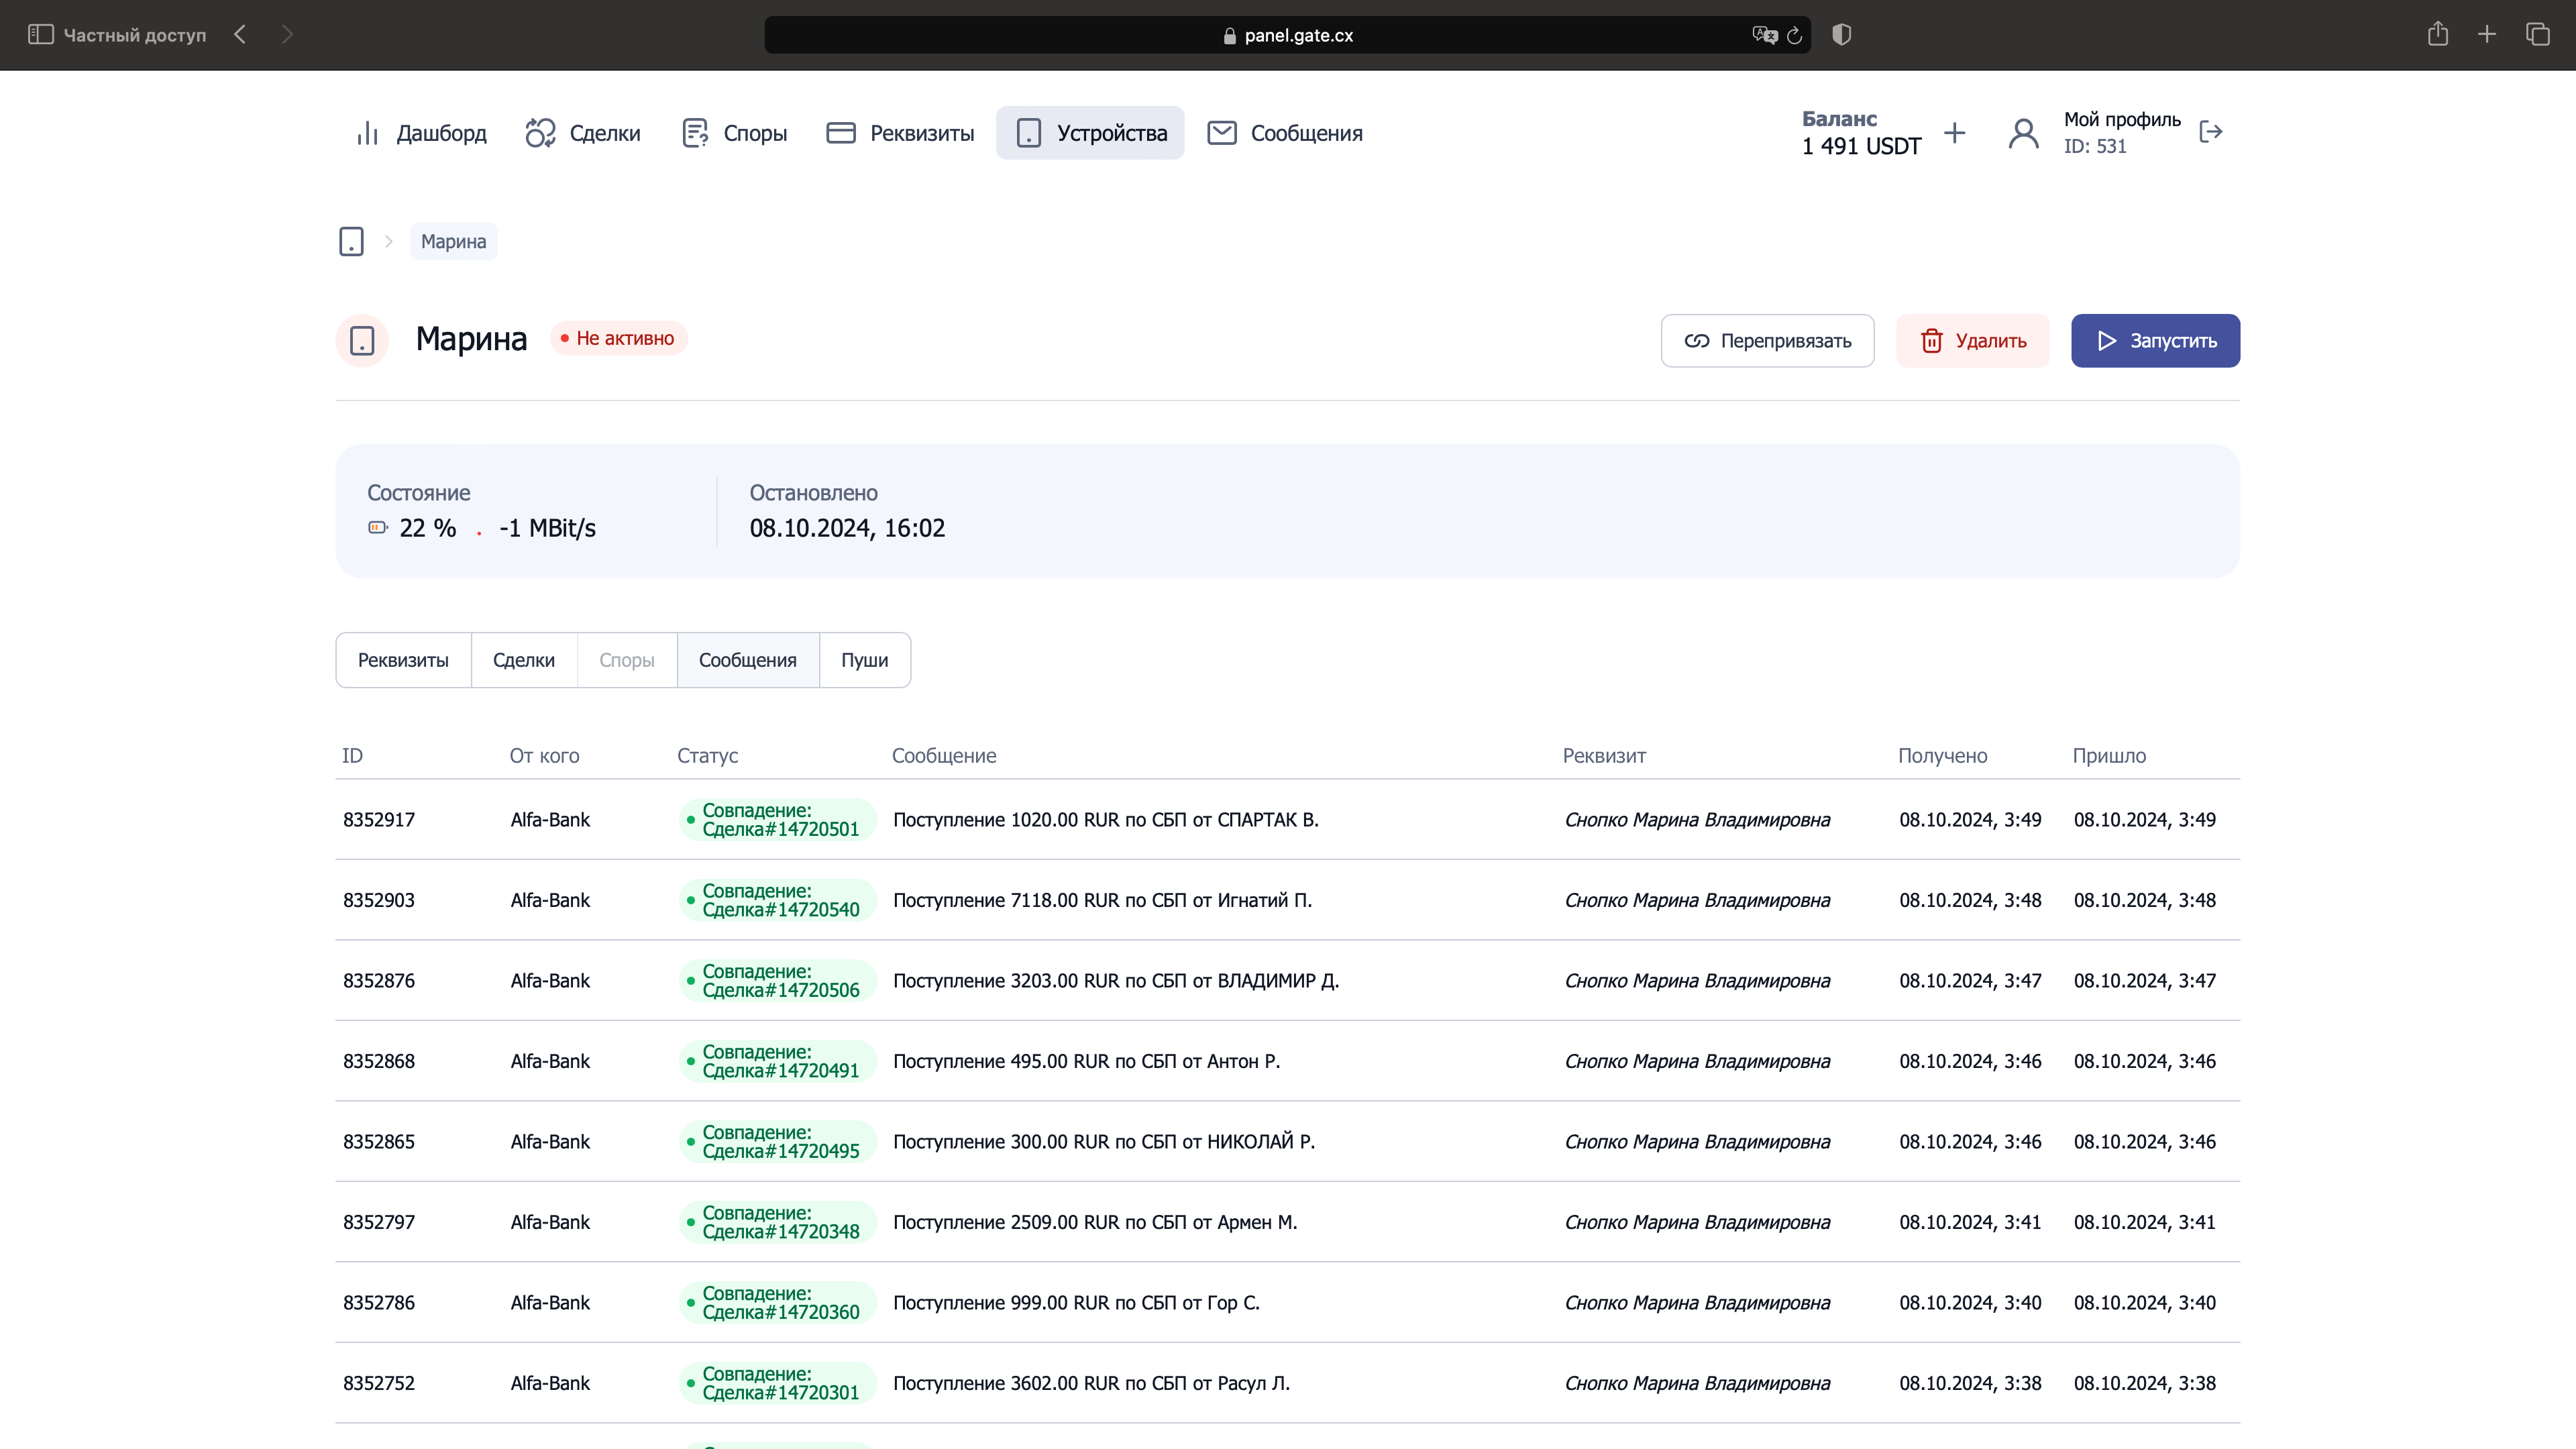 Частный доступ
panel.gate.cx
Дашборд Сделки Споры Реквизиты Устройства Сообщения
Баланс
1 491 USDT
Мой профиль
ID: 531
Марина
Марина Не активно Перепривязать Удалить Запустить
Состояние Остановлено
22 % . -1 MBit/s 08.10.2024, 16:02
Реквизиты Сделки Споры Сообщения Пуши
ID От кого Статус Сообщение Реквизит Получено Пришло
8352917 Alfa-Bank Совпадение: Сделка#14720501 Поступление 1020.00 RUR по СБП от СПАРТАК В. Снопко Марина Владимировна 08.10.2024, 3:49 08.10.2024, 3:49
8352903 Alfa-Bank Совпадение: Сделка#14720540 Поступление 7118.00 RUR по СБП от Игнатий П. Снопко Марина Владимировна 08.10.2024, 3:48 08.10.2024, 3:48
8352876 Alfa-Bank Совпадение: Сделка#14720506 Поступление 3203.00 RUR по СБП от ВЛАДИМИР Д. Снопко Марина Владимировна 08.10.2024, 3:47 08.10.2024, 3:47
8352868 Alfa-Bank Совпадение: Сделка#14720491 Поступление 495.00 RUR по СБП от Антон Р. Снопко Марина Владимировна 08.10.2024, 3:46 08.10.2024, 3:46
8352865 Alfa-Bank Совпадение: Сделка#14720495 Поступление 300.00 RUR по СБП от НИКОЛАЙ Р. Снопко Марина Владимировна 08.10.2024, 3:46 08.10.2024, 3:46
8352797 Alfa-Bank Совпадение: Сделка#14720348 Поступление 2509.00 RUR по СБП от Армен М. Снопко Марина Владимировна 08.10.2024, 3:41 08.10.2024, 3:41
8352786 Alfa-Bank Совпадение: Сделка#14720360 Поступление 999.00 RUR по СБП от Гор С. Снопко Марина Владимировна 08.10.2024, 3:40 08.10.2024, 3:40
8352752 Alfa-Bank Совпадение: Сделка#14720301 Поступление 3602.00 RUR по СБП от Расул Л. Снопко Марина Владимировна 08.10.2024, 3:38 08.10.2024, 3:38